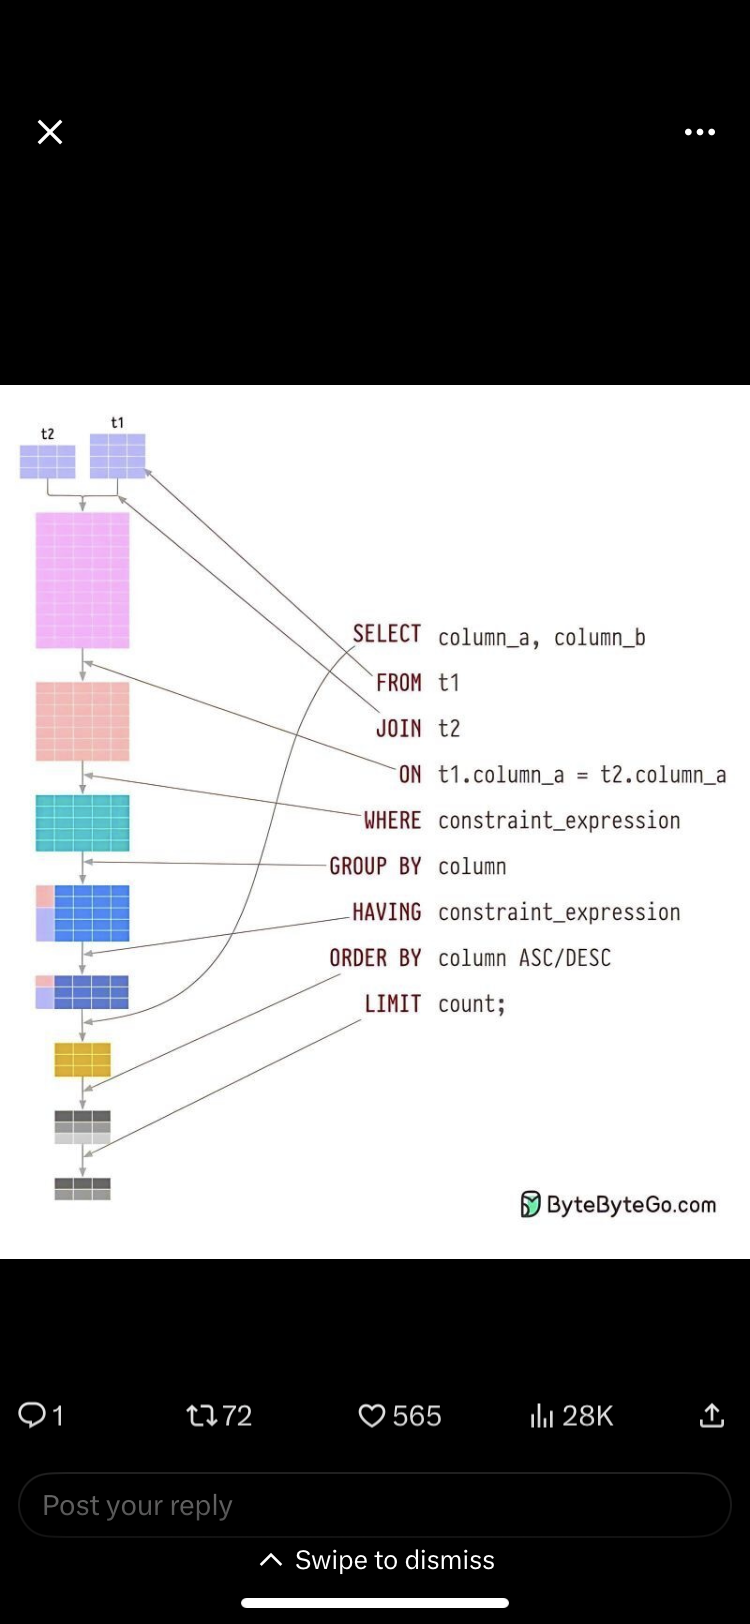 t2
t1
SELECT column_a, column_b
FROM t1
JOIN t2
ON t1.column_a = t2.column_a
WHERE constraint_expression
GROUP BY column
HAVING constraint_expression
ORDER BY column ASC/DESC
LIMIT count;
ByteByteGo.com
1
72
565
28K
Post your reply
Swipe to dismiss